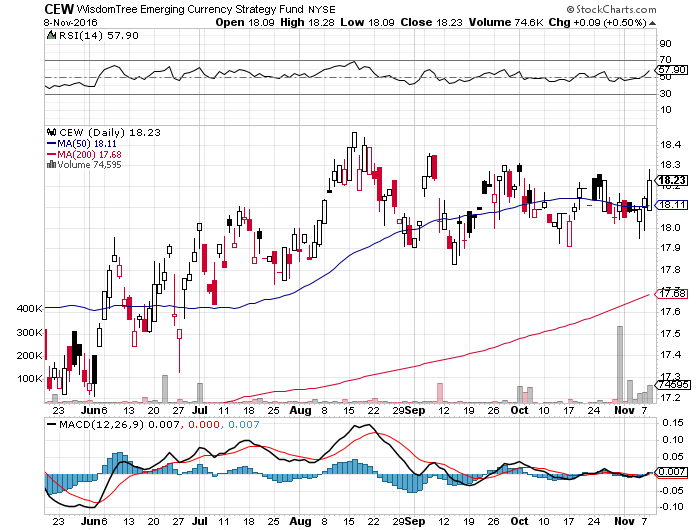 CEW WisdomTree Emerging Currency Strategy Fund NYSE © StockCharts.com
8-Nov-2016 Open 18.09 High 18.28 Low 18.09 Close 18.23 Volume 74.6K Chg +0.09 (+0.50%)
RSI(14) 57.90
90
70
57.90
50
30
10
CEW (Daily) 18.23
MA(50) 18.11
MA(200) 17.68
Volume 74,595
18.4
18.3
18.23
18.2
18.11
18.0
17.9
17.8
17.68
17.6
17.5
17.4
17.3
74595
17.2
400K
300K
200K
100K
23 Jun 6 13 20 27 Jul 11 18 25 Aug 8 15 22 29 Sep 12 19 26 Oct 10 17 24 Nov 7
MACD(12,26,9) 0.007, 0.000, 0.007
0.15
0.10
0.05
0.007
-0.05
-0.10
23 Jun 6 13 20 27 Jul 11 18 25 Aug 8 15 22 29 Sep 12 19 26 Oct 10 17 24 Nov 7